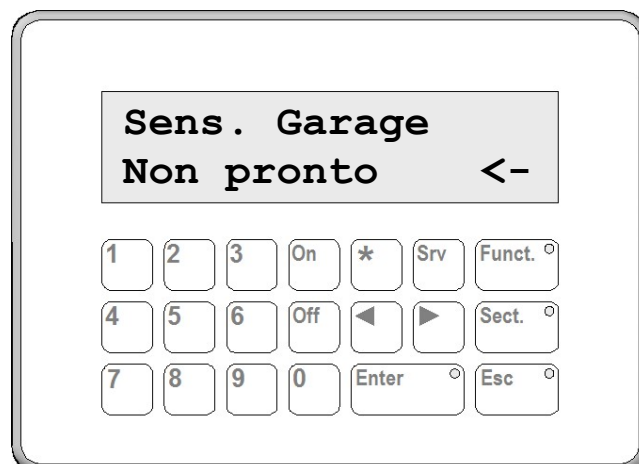 Sens. Garage
Non pronto <-
1 2 3 On * Srv Funct.
4 5 6 Off ◀ ▶ Sect.
7 8 9 0 Enter Esc